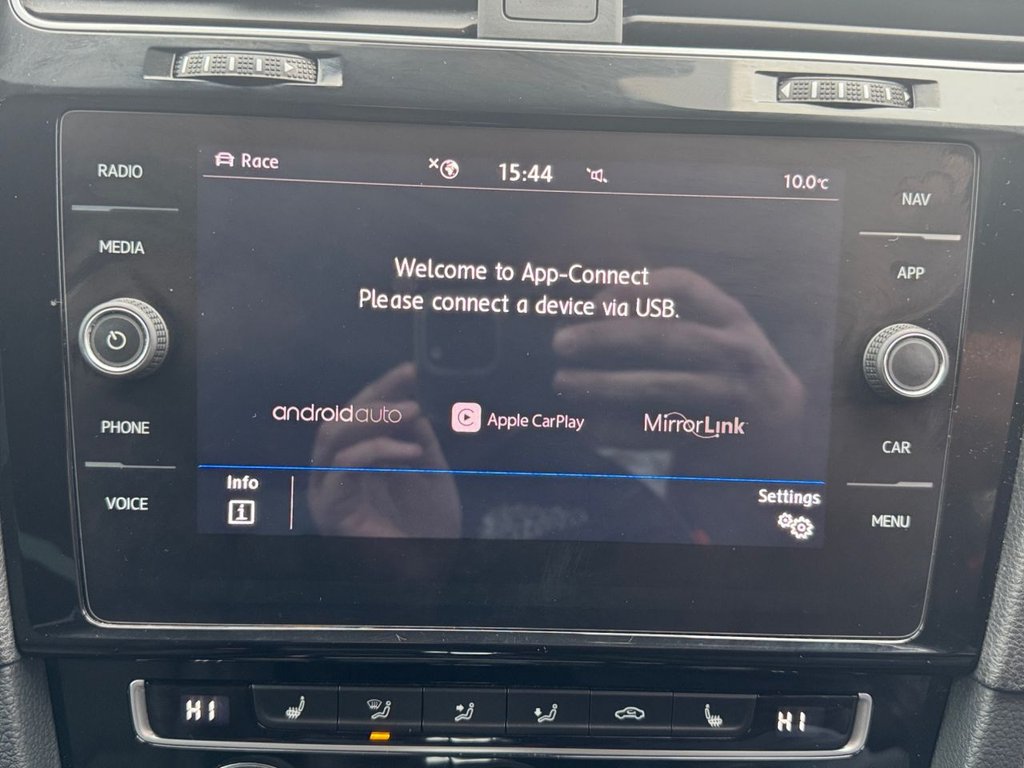 Race
15:44
10.0°C
RADIO
MEDIA
PHONE
VOICE
NAV
APP
CAR
MENU
Welcome to App-Connect
Please connect a device via USB.
androidauto
Apple CarPlay
MirrorLink
Info
Settings
HI
HI